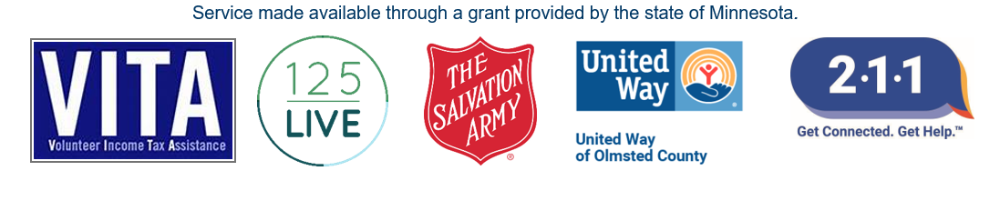 Service made available through a grant provided by the state of Minnesota.
VITA
Volunteer Income Tax Assistance
125
LIVE
THE
SALVATION
ARMY
®
United
Way
®
United Way
of Olmsted County
2·1·1
Get Connected. Get Help.™